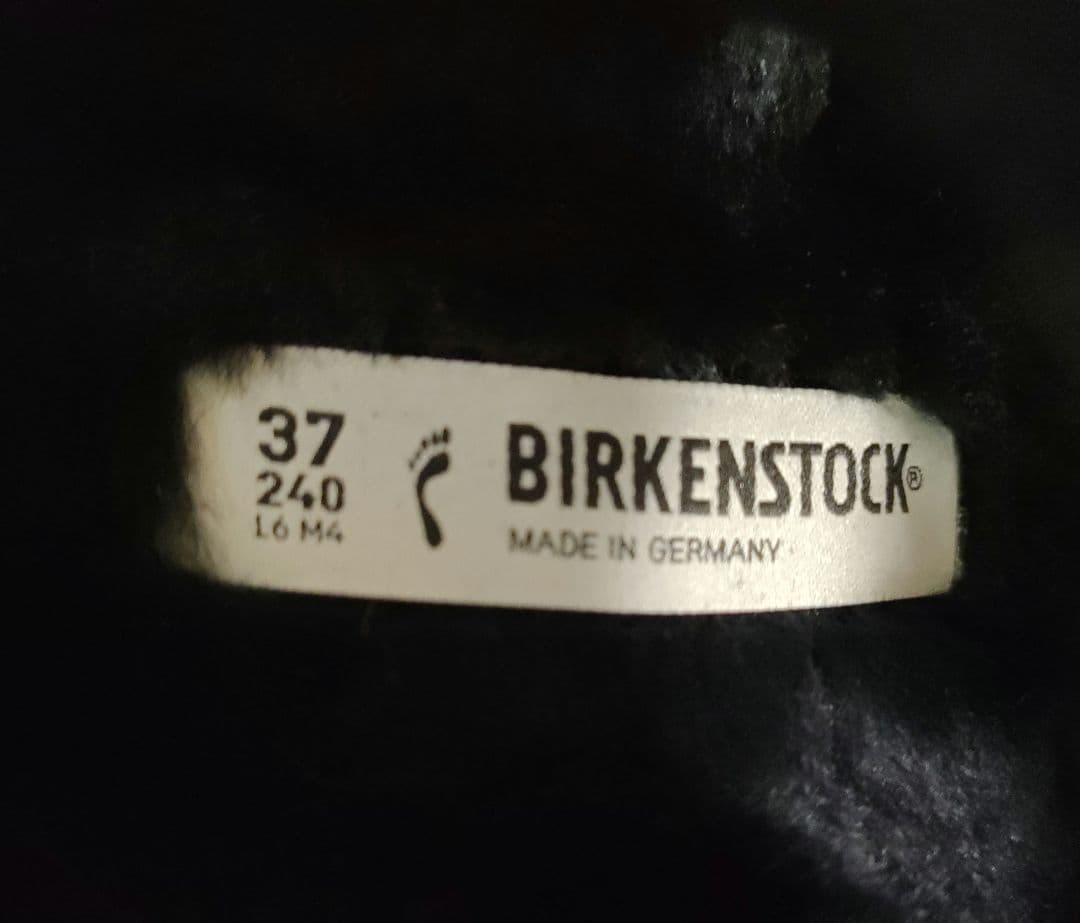 37
240
L6 M4
BIRKENSTOCK®
MADE IN GERMANY